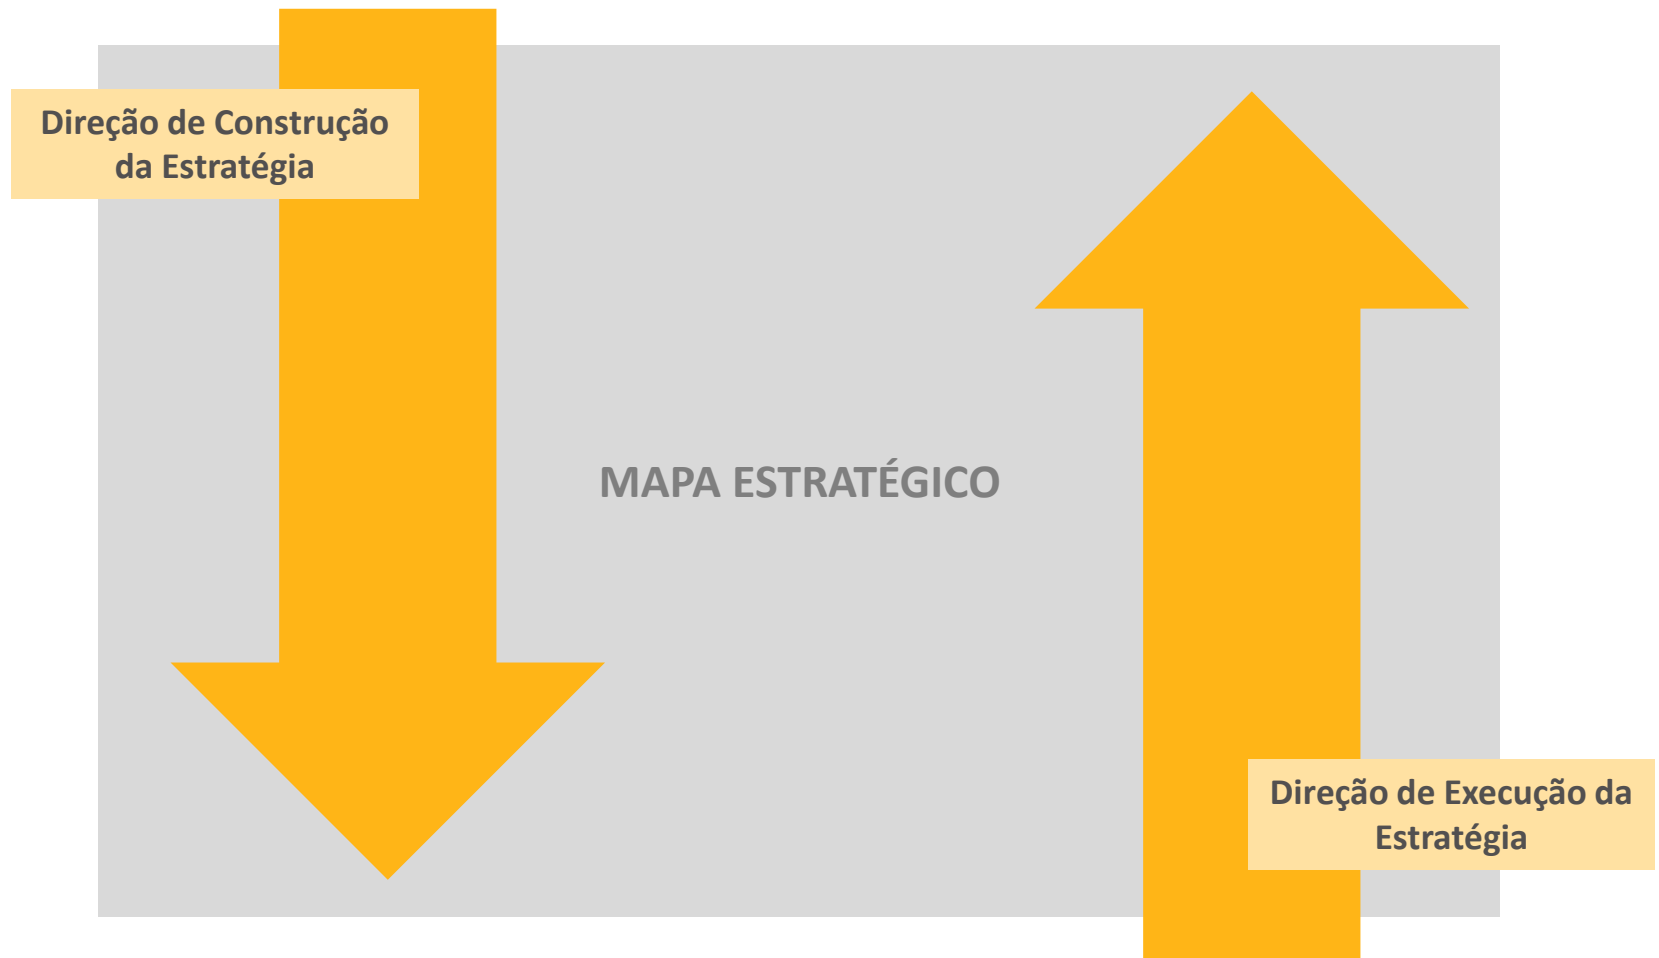 Direção de Construção
da Estratégia
MAPA ESTRATÉGICO
Direção de Execução da
Estratégia